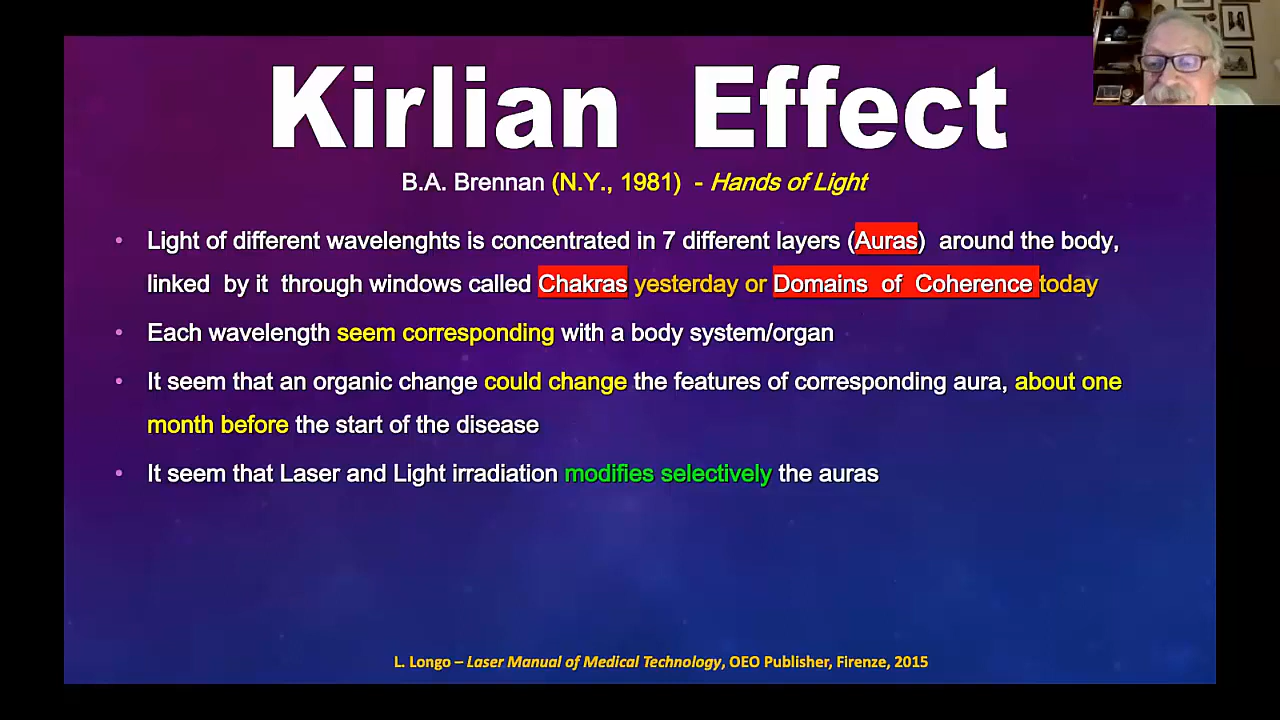 Kirlian Effect
B.A. Brennan (N.Y., 1981) - Hands of Light
• Light of different wavelenghts is concentrated in 7 different layers (Auras) around the body,
linked by it through windows called Chakras yesterday or Domains of Coherence today
• Each wavelength seem corresponding with a body system/organ
• It seem that an organic change could change the features of corresponding aura, about one
month before the start of the disease
• It seem that Laser and Light irradiation modifies selectively the auras
L. Longo – Laser Manual of Medical Technology, OEO Publisher, Firenze, 2015